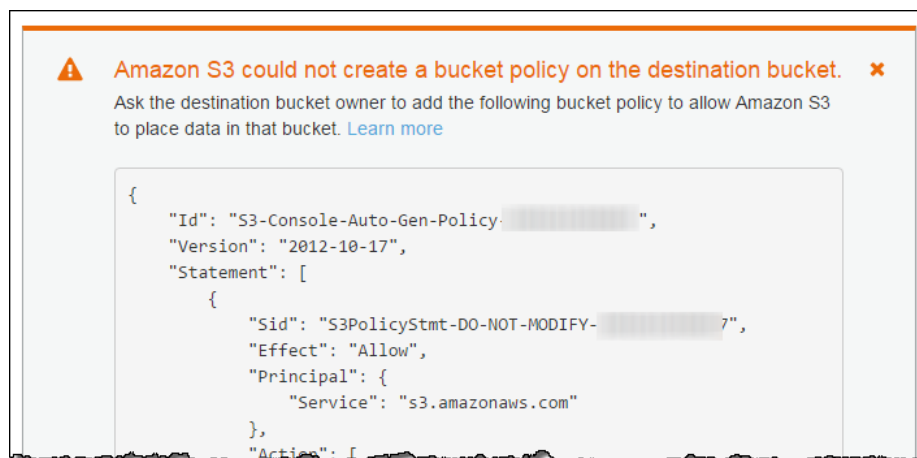 Amazon S3 could not create a bucket policy on the destination bucket. ×
Ask the destination bucket owner to add the following bucket policy to allow Amazon S3
to place data in that bucket. Learn more
{
    "Id": "S3-Console-Auto-Gen-Policy- ",
    "Version": "2012-10-17",
    "Statement": [
        {
            "Sid": "S3PolicyStmt-DO-NOT-MODIFY- 7",
            "Effect": "Allow",
            "Principal": {
                "Service": "s3.amazonaws.com"
            },
            "Action": [